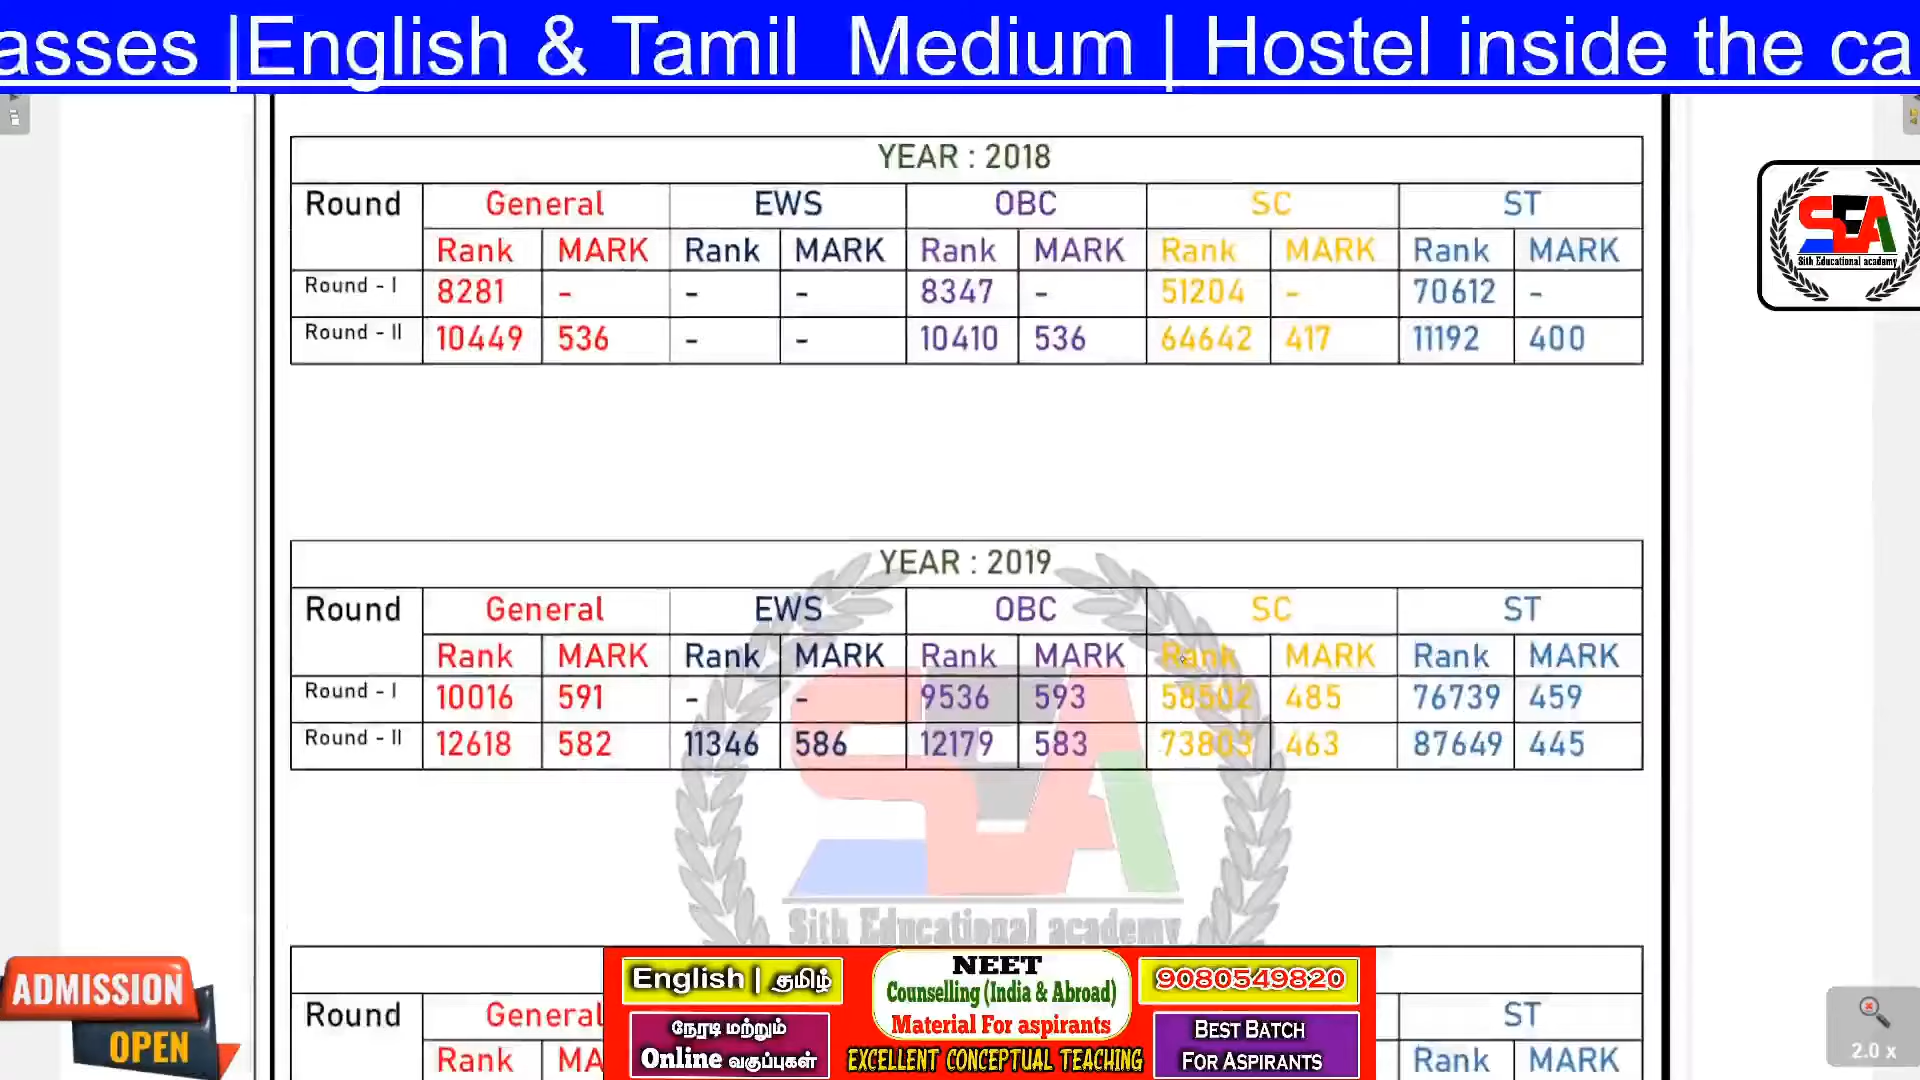 asses |English & Tamil  Medium | Hostel inside the ca
YEAR : 2018
Round General EWS OBC SC ST
Rank MARK Rank MARK Rank MARK Rank MARK Rank MARK
Round - I 8281 - - - 8347 - 51204 - 70612 -
Round - II 10449 536 - - 10410 536 64642 417 11192 400
SEA
Sith Educational academy
YEAR : 2019
Round General EWS OBC SC ST
Rank MARK Rank MARK Rank MARK Rank MARK Rank MARK
Round - I 10016 591 - - 9536 593 58502 485 76739 459
Round - II 12618 582 11346 586 12179 583 73803 463 87649 445
SEA
Sith Educational academy
Round General ST
Rank MA Rank MARK
ADMISSION
OPEN
English | தமிழ்
நேரடி மற்றும்
Online வகுப்புகள்
NEET
Counselling (India & Abroad)
Material For aspirants
EXCELLENT CONCEPTUAL TEACHING
9080549820
BEST BATCH
FOR ASPIRANTS
2.0 x